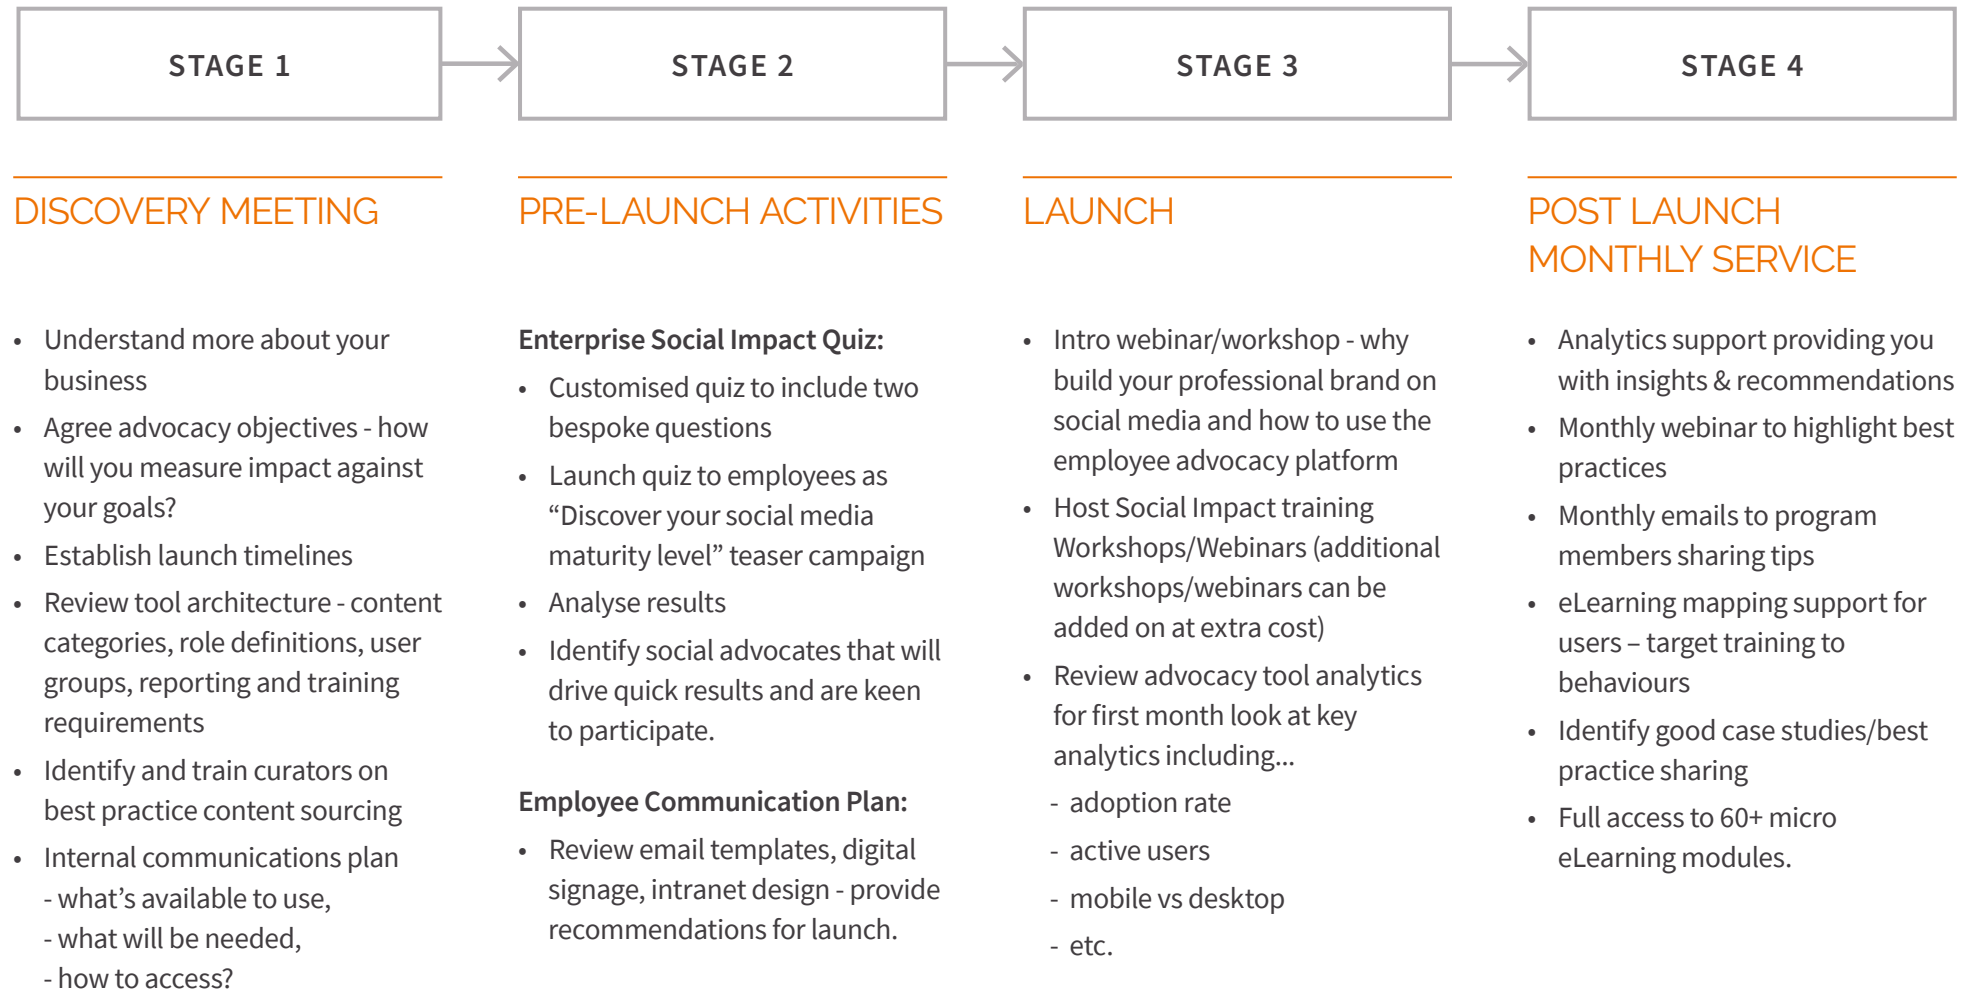 STAGE 1
STAGE 2
STAGE 3
STAGE 4
DISCOVERY MEETING
• Understand more about your
business
• Agree advocacy objectives - how
will you measure impact against
your goals?
• Establish launch timelines
• Review tool architecture - content
categories, role definitions, user
groups, reporting and training
requirements
• Identify and train curators on
best practice content sourcing
• Internal communications plan
- what’s available to use,
- what will be needed,
- how to access?
PRE-LAUNCH ACTIVITIES
Enterprise Social Impact Quiz:
• Customised quiz to include two
bespoke questions
• Launch quiz to employees as
“Discover your social media
maturity level” teaser campaign
• Analyse results
• Identify social advocates that will
drive quick results and are keen
to participate.
Employee Communication Plan:
• Review email templates, digital
signage, intranet design - provide
recommendations for launch.
LAUNCH
• Intro webinar/workshop - why
build your professional brand on
social media and how to use the
employee advocacy platform
• Host Social Impact training
Workshops/Webinars (additional
workshops/webinars can be
added on at extra cost)
• Review advocacy tool analytics
for first month look at key
analytics including...
- adoption rate
- active users
- mobile vs desktop
- etc.
POST LAUNCH
MONTHLY SERVICE
• Analytics support providing you
with insights & recommendations
• Monthly webinar to highlight best
practices
• Monthly emails to program
members sharing tips
• eLearning mapping support for
users – target training to
behaviours
• Identify good case studies/best
practice sharing
• Full access to 60+ micro
eLearning modules.